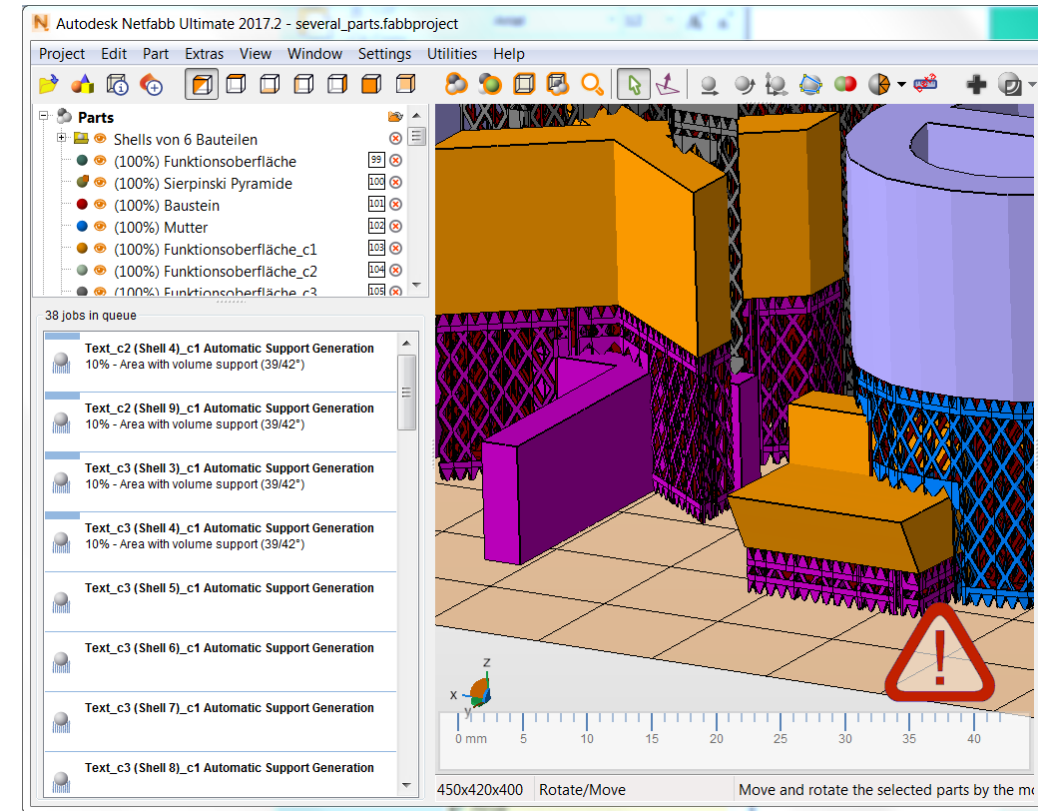 Autodesk Netfabb Ultimate 2017.2 - several_parts.fabbproject
Project Edit Part Extras View Window Settings Utilities Help
Parts
Shells von 6 Bauteilen
(100%) Funktionsoberfläche 99
(100%) Sierpinski Pyramide 100
(100%) Baustein 101
(100%) Mutter 102
(100%) Funktionsoberfläche_c1 103
(100%) Funktionsoberfläche_c2 104
(100%) Funktionsoberfläche_c3 105
38 jobs in queue
Text_c2 (Shell 4)_c1 Automatic Support Generation
10% - Area with volume support (39/42°)
Text_c2 (Shell 9)_c1 Automatic Support Generation
10% - Area with volume support (39/42°)
Text_c3 (Shell 3)_c1 Automatic Support Generation
10% - Area with volume support (39/42°)
Text_c3 (Shell 4)_c1 Automatic Support Generation
10% - Area with volume support (39/42°)
Text_c3 (Shell 5)_c1 Automatic Support Generation
Text_c3 (Shell 6)_c1 Automatic Support Generation
Text_c3 (Shell 7)_c1 Automatic Support Generation
Text_c3 (Shell 8)_c1 Automatic Support Generation
z
x
y
0 mm 5 10 15 20 25 30 35 40
450x420x400 Rotate/Move Move and rotate the selected parts by the mo